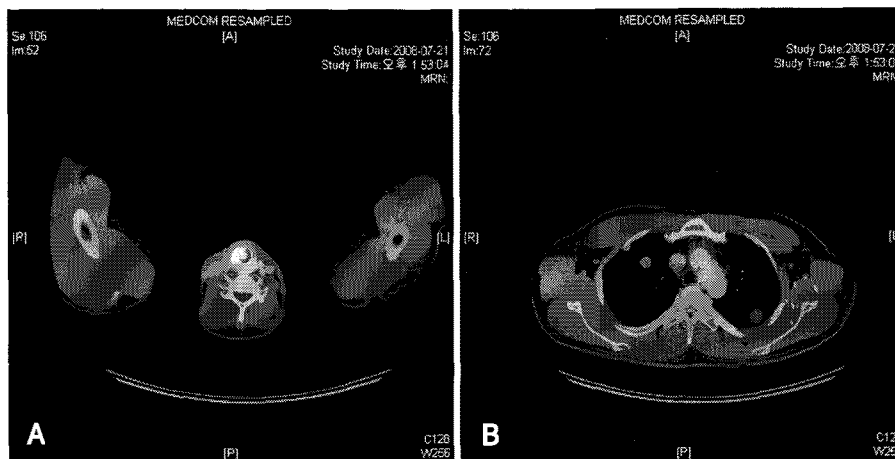 MEDCOM RESAMPLED
[A]
Se:106
Im:52
Study Date:2008-07-21
Study Time:오후 1 53:04
MRN:
[R]
[L]
A
[P]
C128
W256
MEDCOM RESAMPLED
[A]
Se:106
Im:72
Study Date:2008-07-2
Study Time:오후 1:53:0
MRN:
[R]
B
[P]
C128
W256